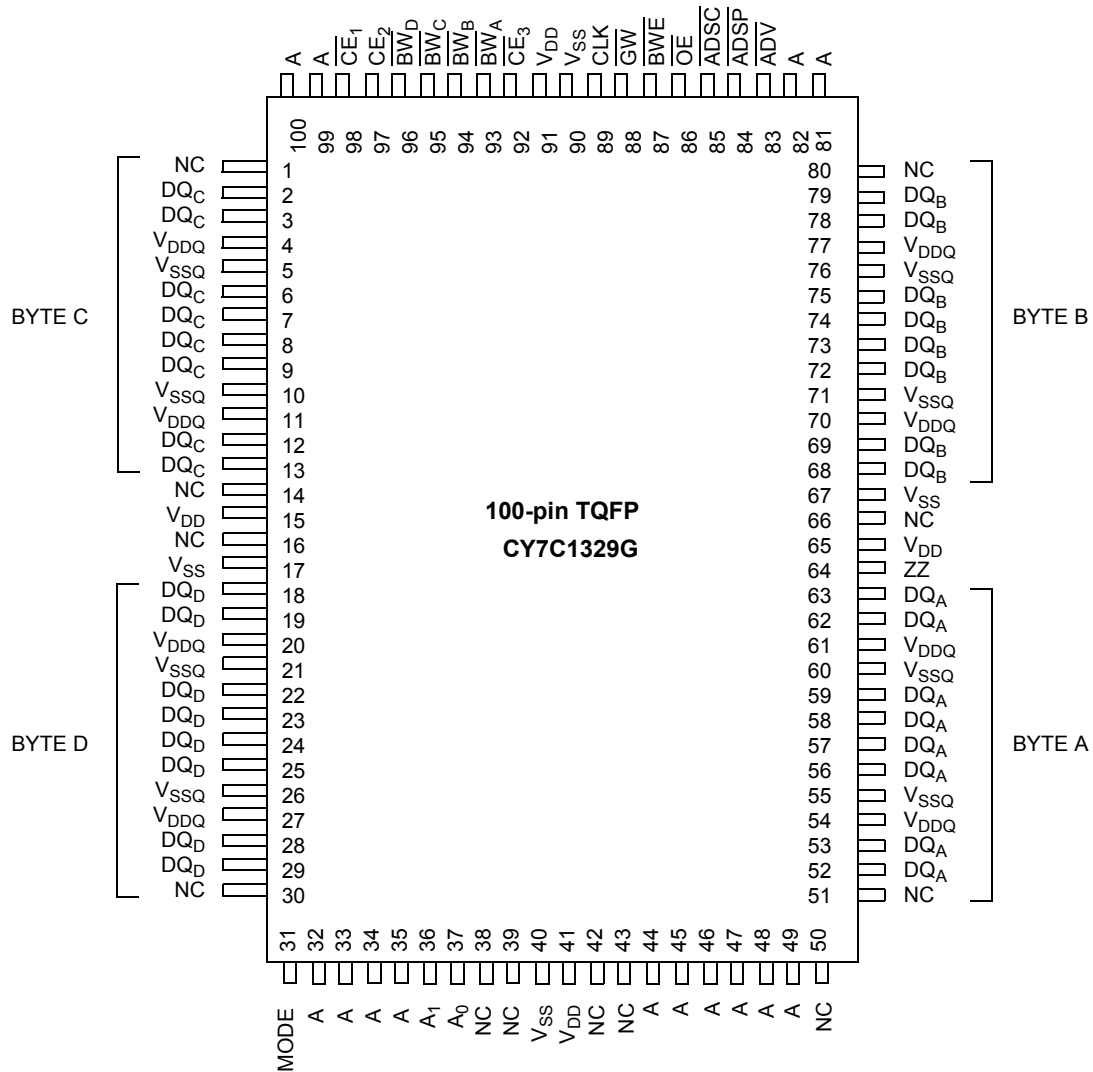 A A CE1 CE2 BWD BWC BWB BWA CE3 VDD VSS CLK GW BWE OE ADSC ADSP ADV A A
100 99 98 97 96 95 94 93 92 91 90 89 88 87 86 85 84 83 82 81
BYTE C
NC 1
DQC 2
DQC 3
VDDQ 4
VSSQ 5
DQC 6
DQC 7
DQC 8
DQC 9
VSSQ 10
VDDQ 11
DQC 12
DQC 13
NC 14
VDD 15
NC 16
VSS 17
BYTE D
DQD 18
DQD 19
VDDQ 20
VSSQ 21
DQD 22
DQD 23
DQD 24
DQD 25
VSSQ 26
VDDQ 27
DQD 28
DQD 29
NC 30
100-pin TQFP
CY7C1329G
80 NC
79 DQB
78 DQB
77 VDDQ
76 VSSQ
75 DQB
74 DQB
73 DQB
72 DQB
71 VSSQ
70 VDDQ
69 DQB
68 DQB
BYTE B
67 VSS
66 NC
65 VDD
64 ZZ
63 DQA
62 DQA
61 VDDQ
60 VSSQ
59 DQA
58 DQA
57 DQA
56 DQA
55 VSSQ
54 VDDQ
53 DQA
52 DQA
51 NC
BYTE A
31 32 33 34 35 36 37 38 39 40 41 42 43 44 45 46 47 48 49 50
MODE A A A A A1 A0 NC NC VSS VDD NC NC A A A A A A NC